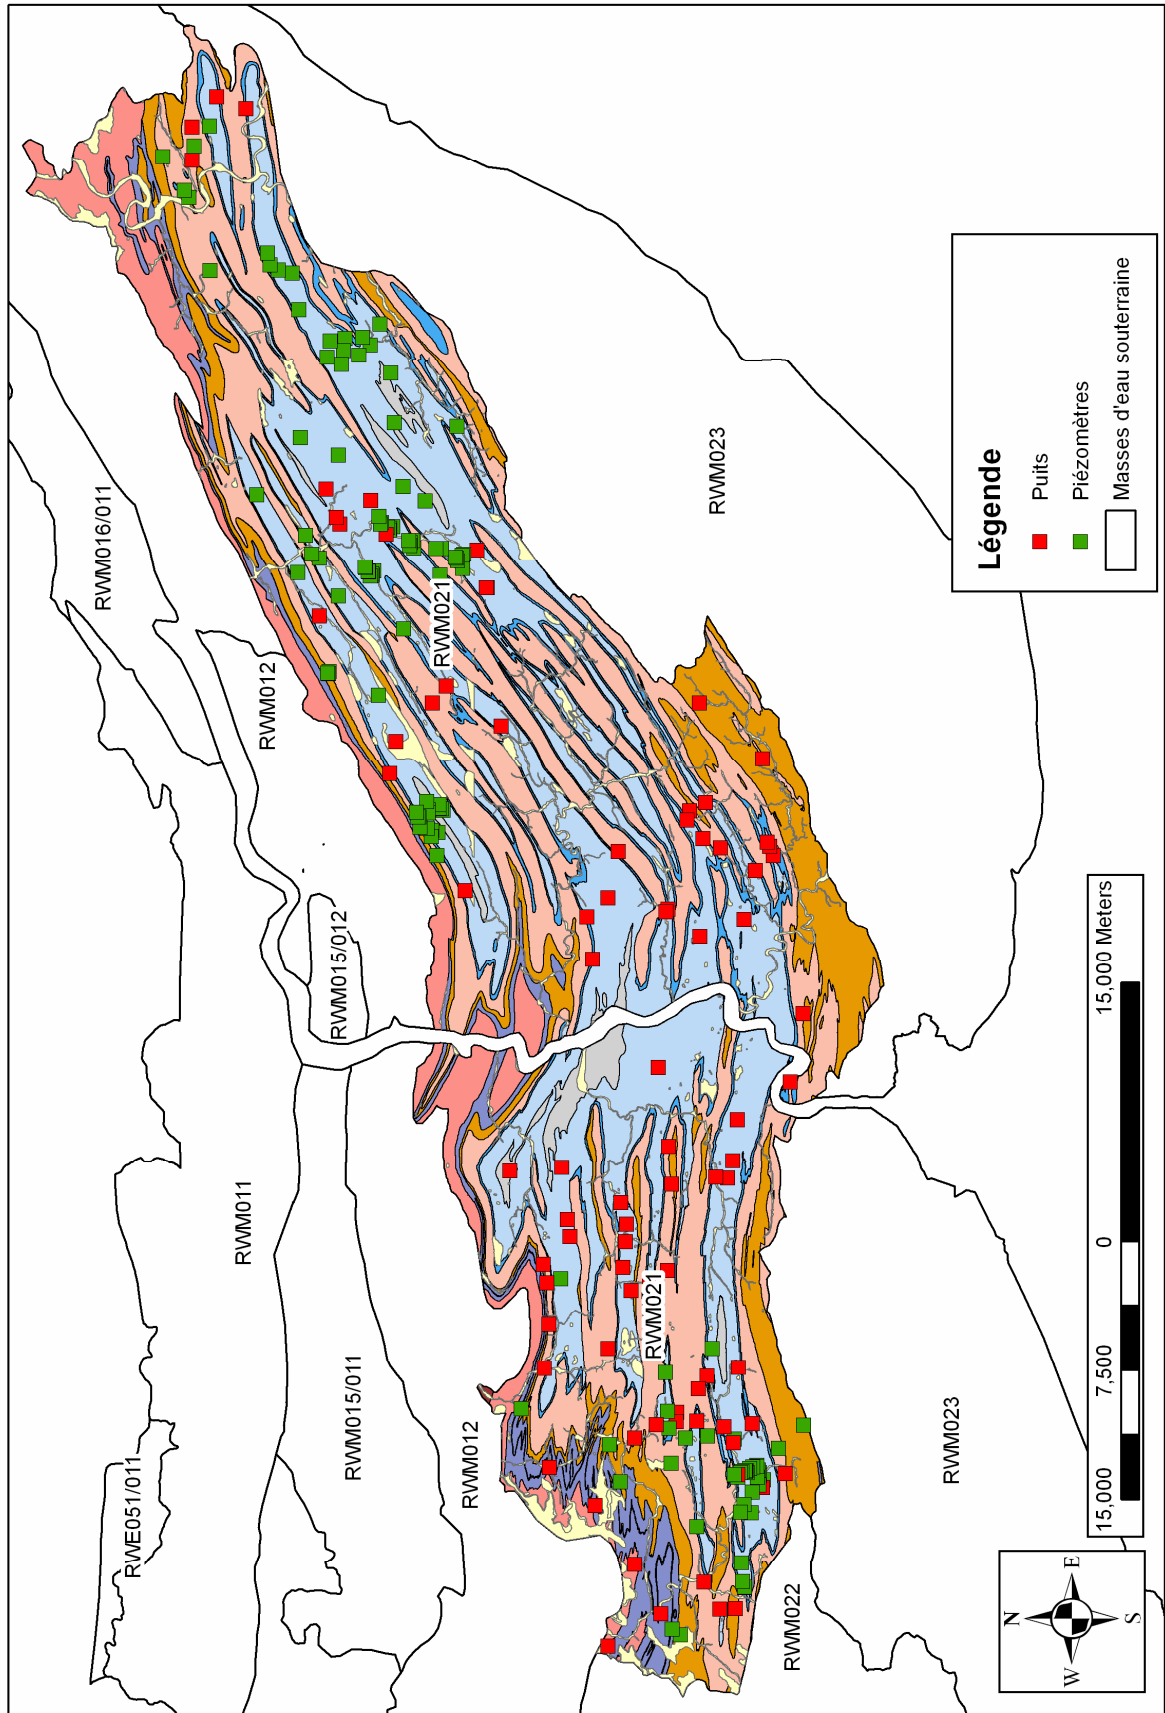 RWE051/011
RWM011
RWM016/011
RWM015/011
RWM015/012
RWM012
RWM012
RWM021
RWM021
RWM022
RWM023
RWM023
N
W
E
S
15,000
7,500
0
15,000 Meters
Légende
Puits
Piézomètres
Masses d'eau souterraine